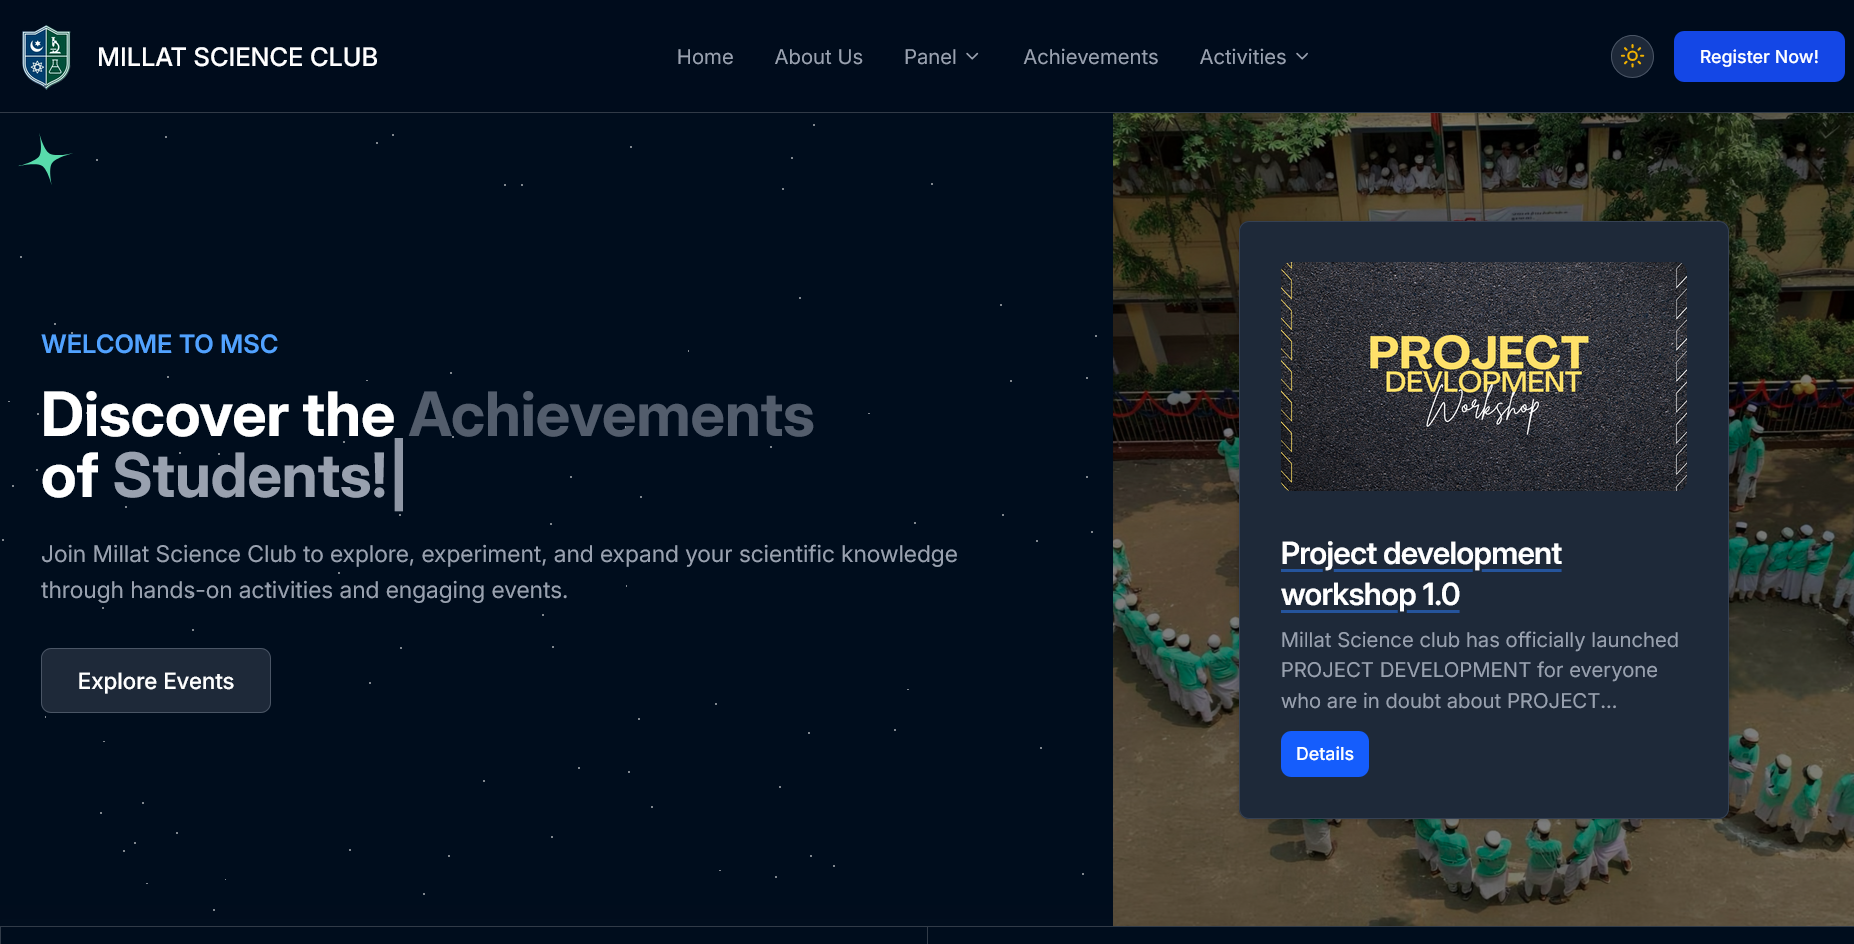 MILLAT SCIENCE CLUB
Home
About Us
Panel
Achievements
Activities
Register Now!
WELCOME TO MSC
Discover the Achievements
of Students!
Join Millat Science Club to explore, experiment, and expand your scientific knowledge
through hands-on activities and engaging events.
Explore Events
PROJECT
DEVLOPMENT
Workshop
Project development
workshop 1.0
Millat Science club has officially launched
PROJECT DEVELOPMENT for everyone
who are in doubt about PROJECT...
Details